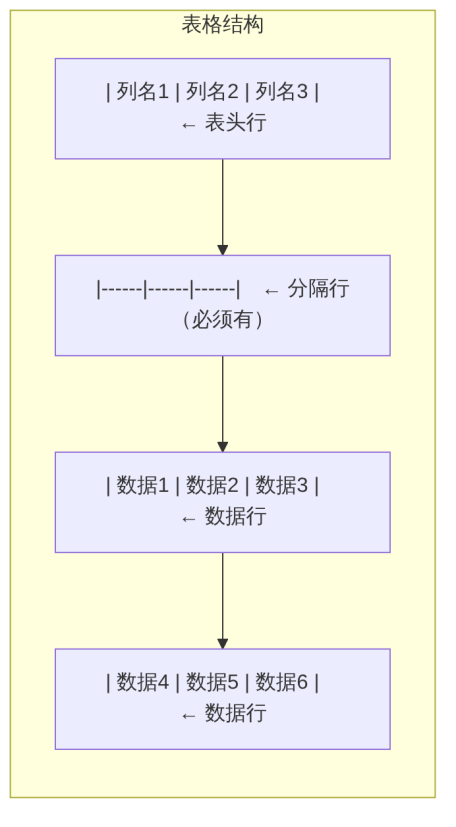 表格结构
| 列名1 | 列名2 | 列名3 |
← 表头行
|------|------|------| ← 分隔行
（必须有）
| 数据1 | 数据2 | 数据3 |
← 数据行
| 数据4 | 数据5 | 数据6 |
← 数据行